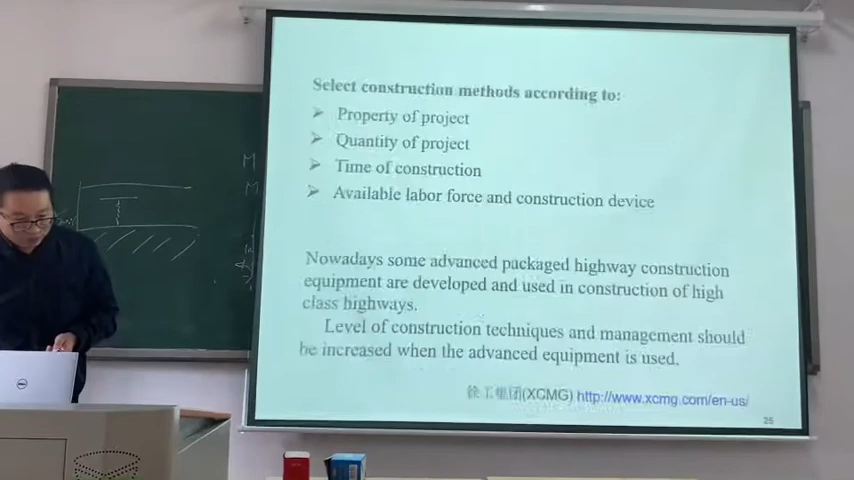 Select construction methods according to:
➢ Property of project
➢ Quantity of project
➢ Time of construction
➢ Available labor force and construction device
Nowadays some advanced packaged highway construction
equipment are developed and used in construction of high
class highways.
Level of construction techniques and management should
be increased when the advanced equipment is used.
徐工集团(XCMG) http://www.xcmg.com/en-us/
25
DELL
M
M